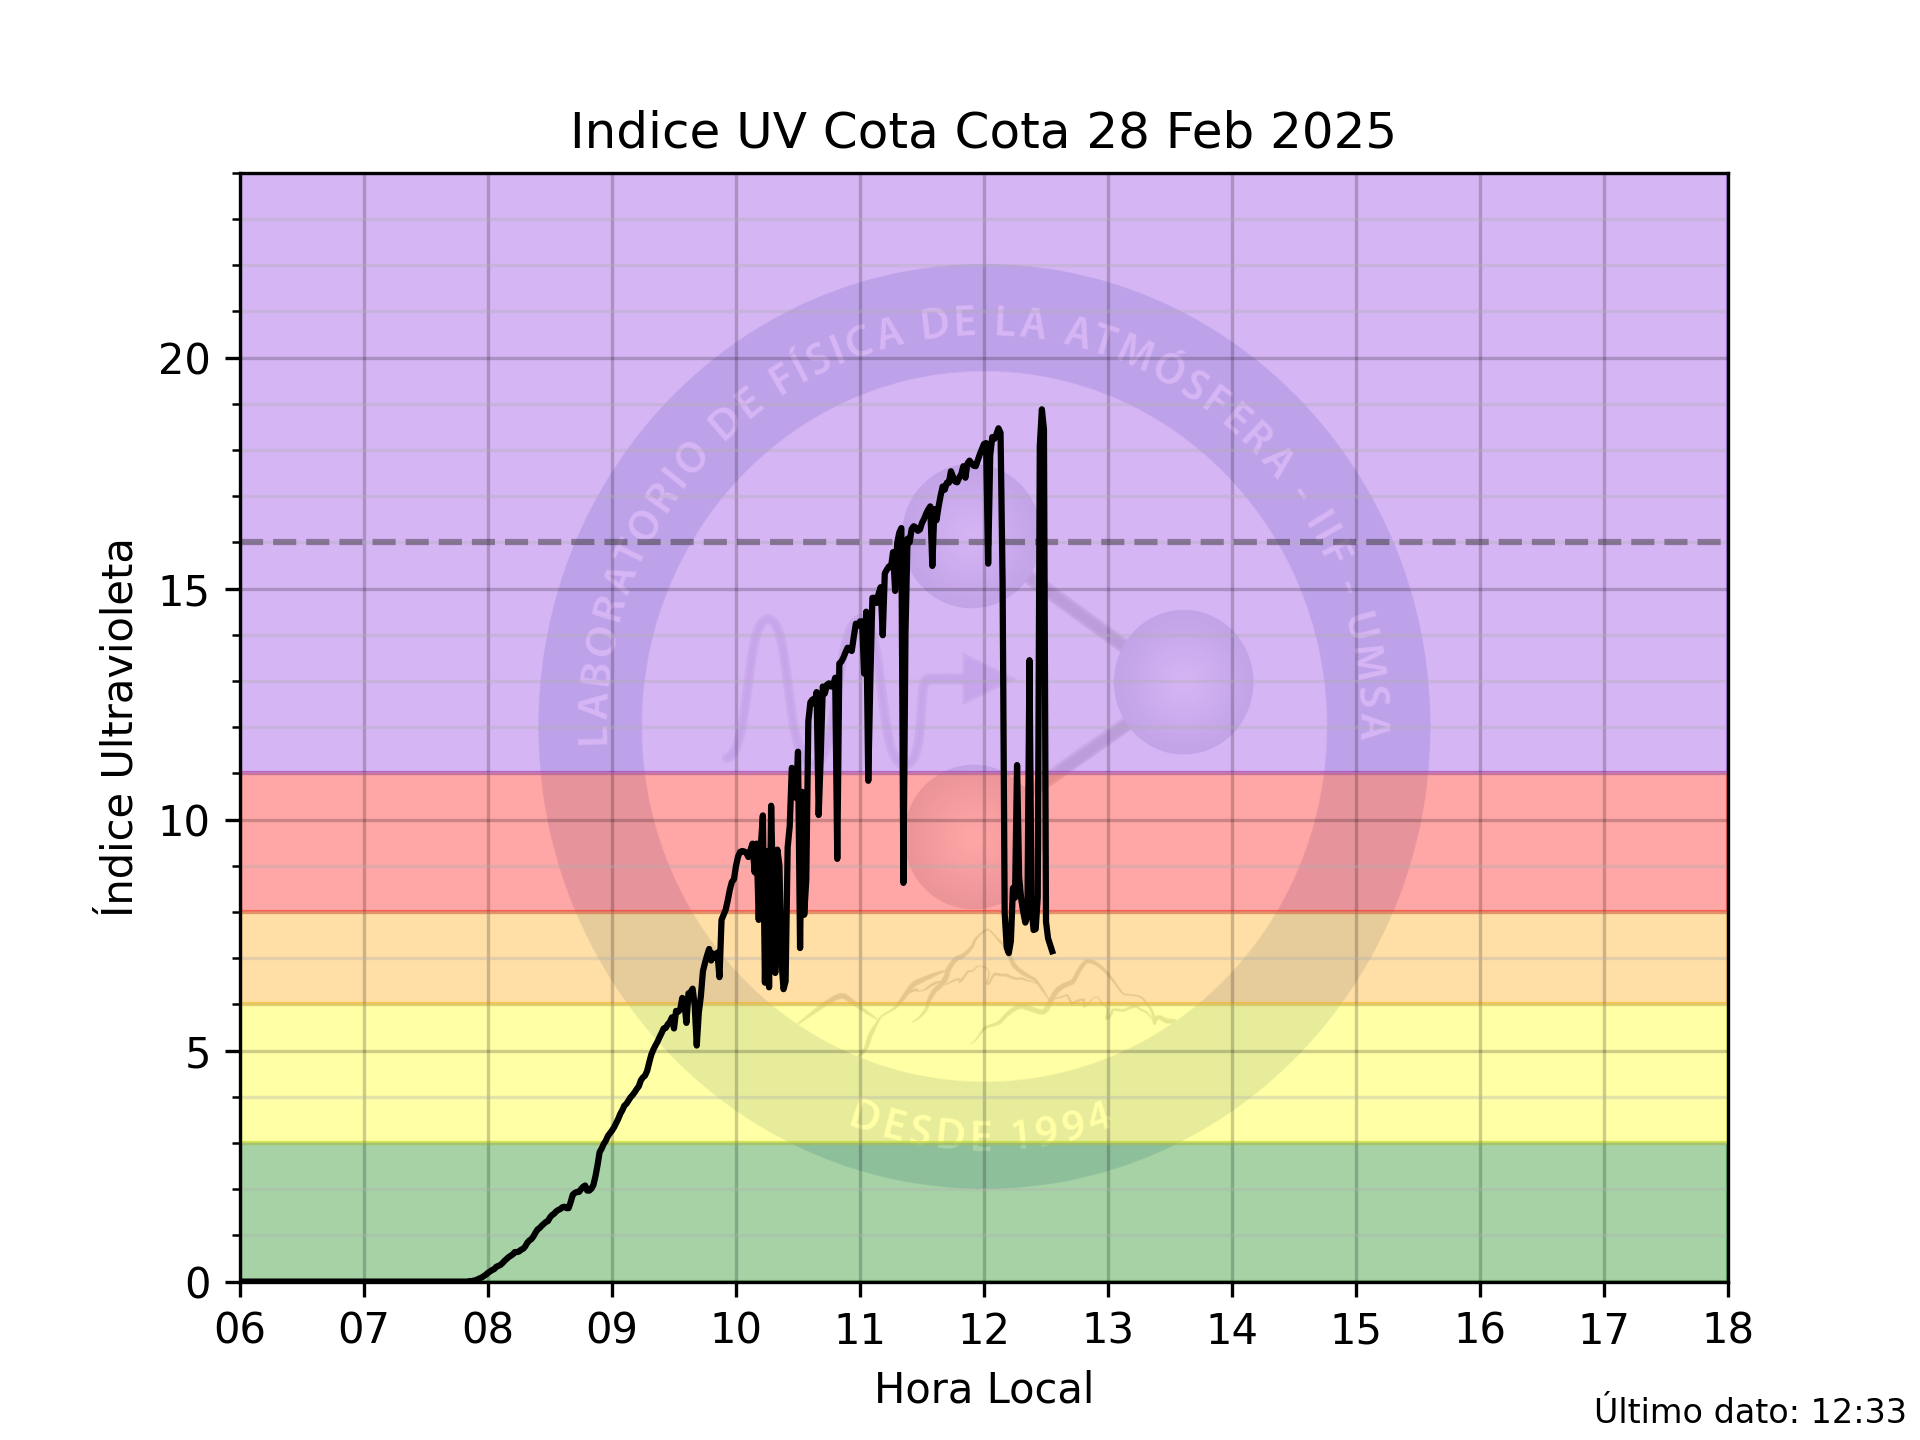 Indice UV Cota Cota 28 Feb 2025
Índice Ultravioleta
20
15
10
5
0
LABORATORIO DE FÍSICA DE LA ATMÓSFERA - IIF - UMSA
DESDE 1994
06 07 08 09 10 11 12 13 14 15 16 17 18
Hora Local
Último dato: 12:33